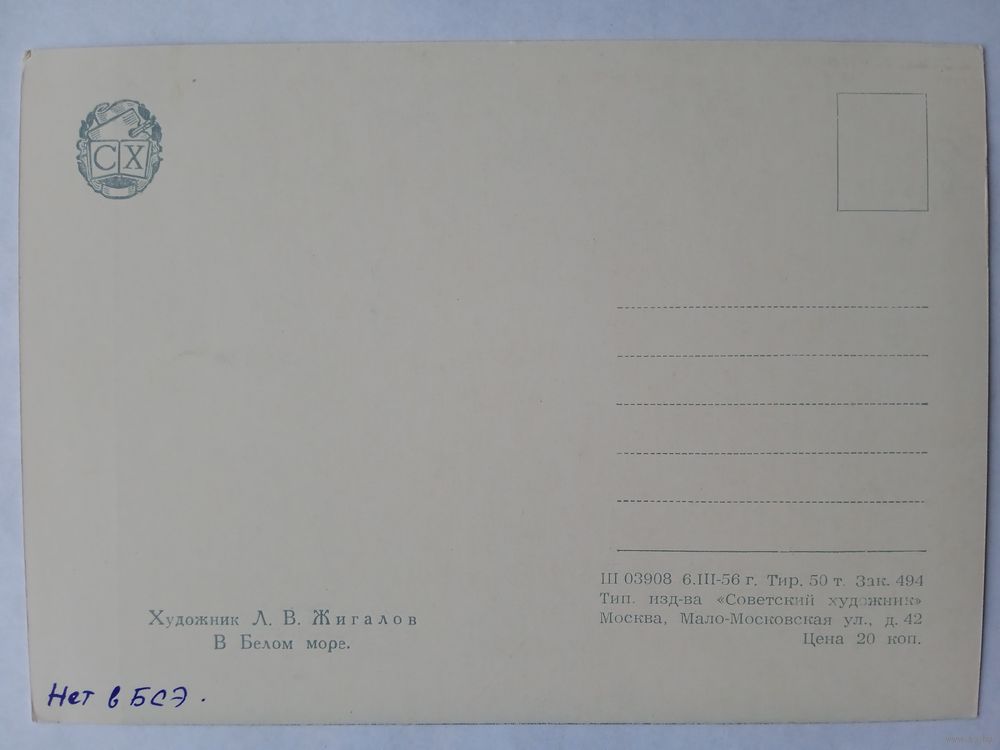 СХ
Художник Л. В. Жигалов
В Белом море.
Нет в БСЭ.
Ш 03908 6.III-56 г. Тир. 50 т. Зак. 494
Тип. изд-ва «Советский художник»
Москва, Мало-Московская ул., д. 42
Цена 20 коп.